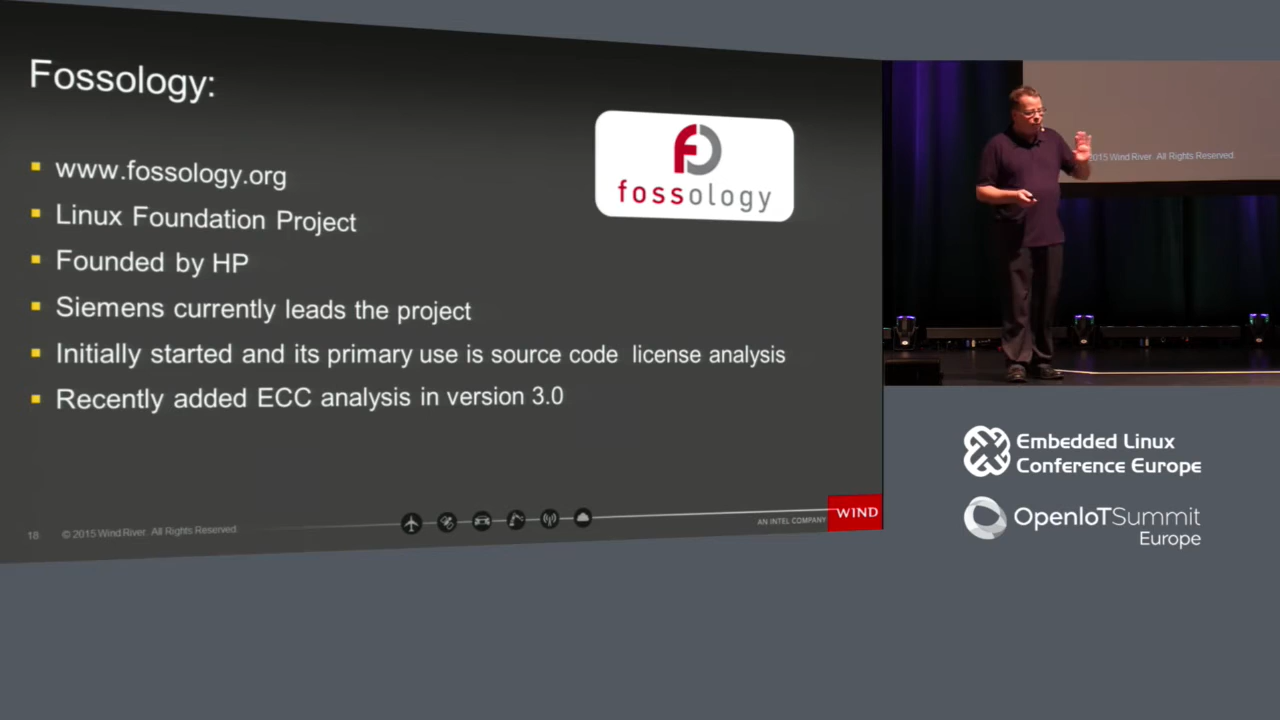 Fossology:
www.fossology.org
Linux Foundation Project
Founded by HP
Siemens currently leads the project
Initially started and its primary use is source code license analysis
Recently added ECC analysis in version 3.0
fossology
18 © 2015 Wind River. All Rights Reserved.
AN INTEL COMPANY
WIND
2015 Wind River. All Rights Reserved.
Embedded Linux
Conference Europe
OpenIoTSummit
Europe